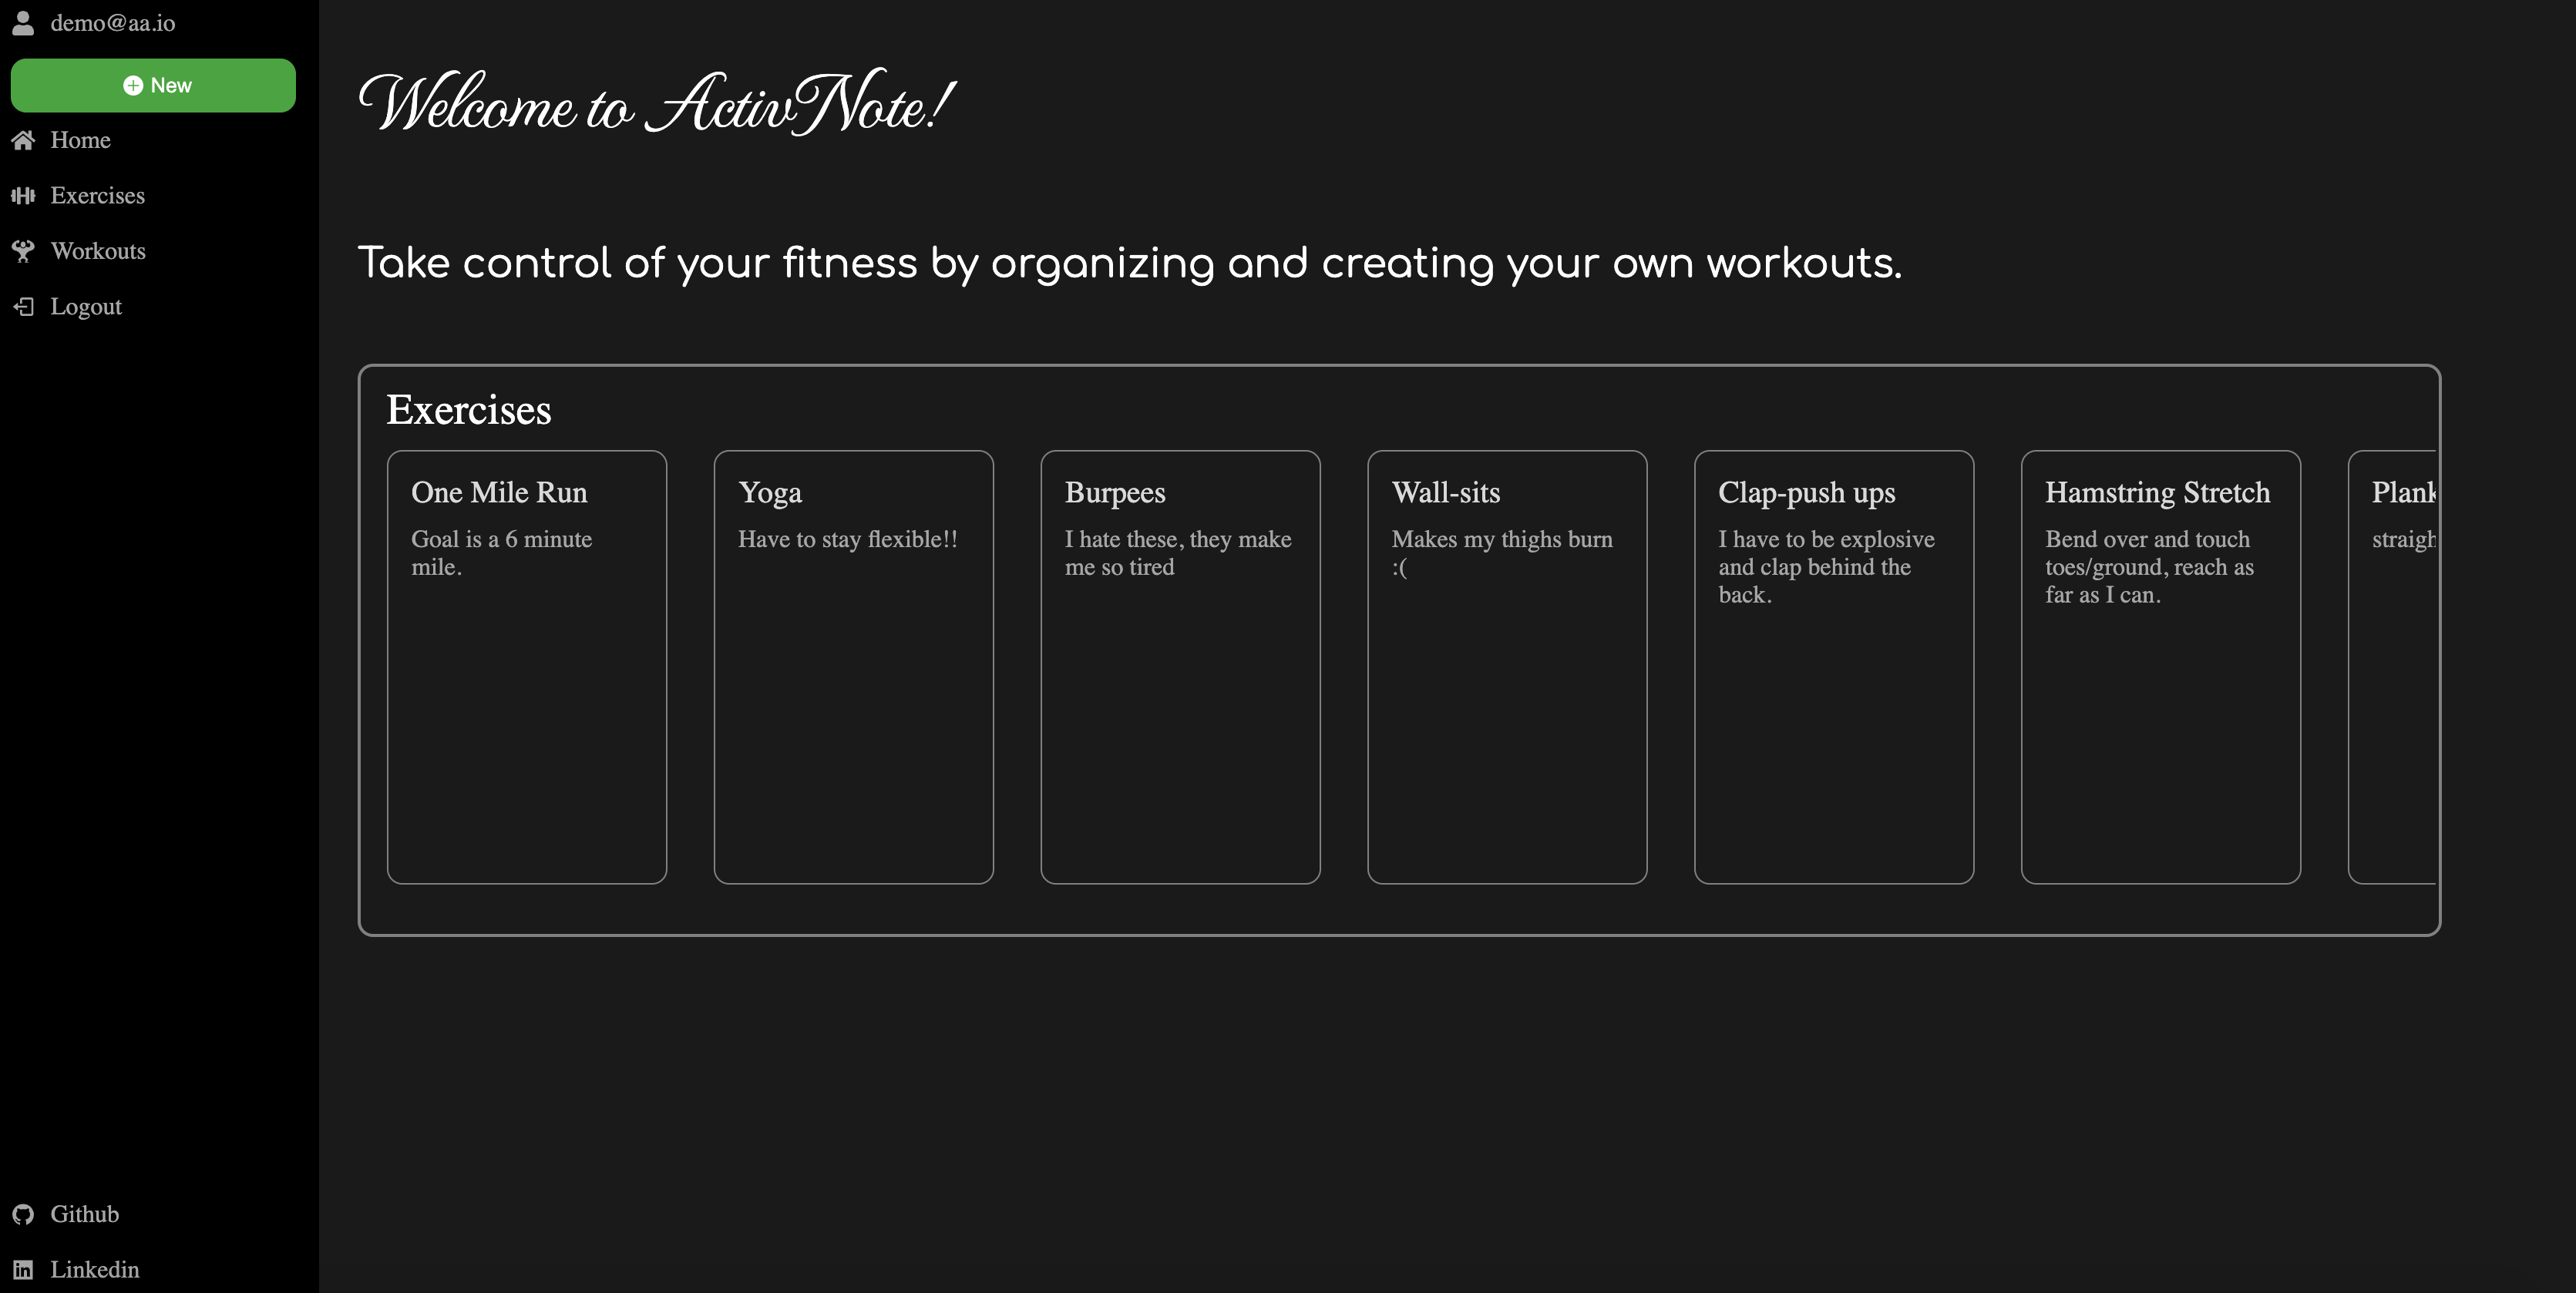 demo@aa.io
New
Home
Exercises
Workouts
Logout
Github
Linkedin
Welcome to ActivNote!
Take control of your fitness by organizing and creating your own workouts.
Exercises
One Mile Run
Goal is a 6 minute
mile.
Yoga
Have to stay flexible!!
Burpees
I hate these, they make
me so tired
Wall-sits
Makes my thighs burn
:(
Clap-push ups
I have to be explosive
and clap behind the
back.
Hamstring Stretch
Bend over and touch
toes/ground, reach as
far as I can.
Plank
straigh